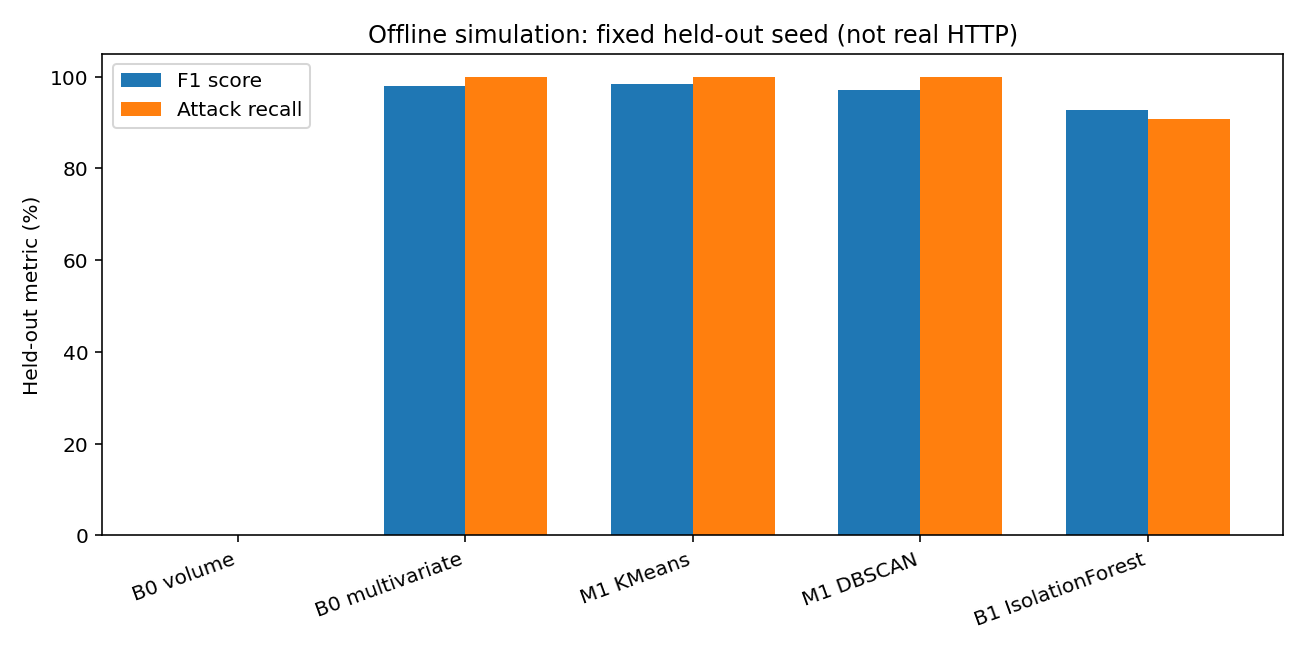 Offline simulation: fixed held-out seed (not real HTTP)
F1 score
Attack recall
Held-out metric (%)
100
80
60
40
20
0
B0 volume
B0 multivariate
M1 KMeans
M1 DBSCAN
B1 IsolationForest